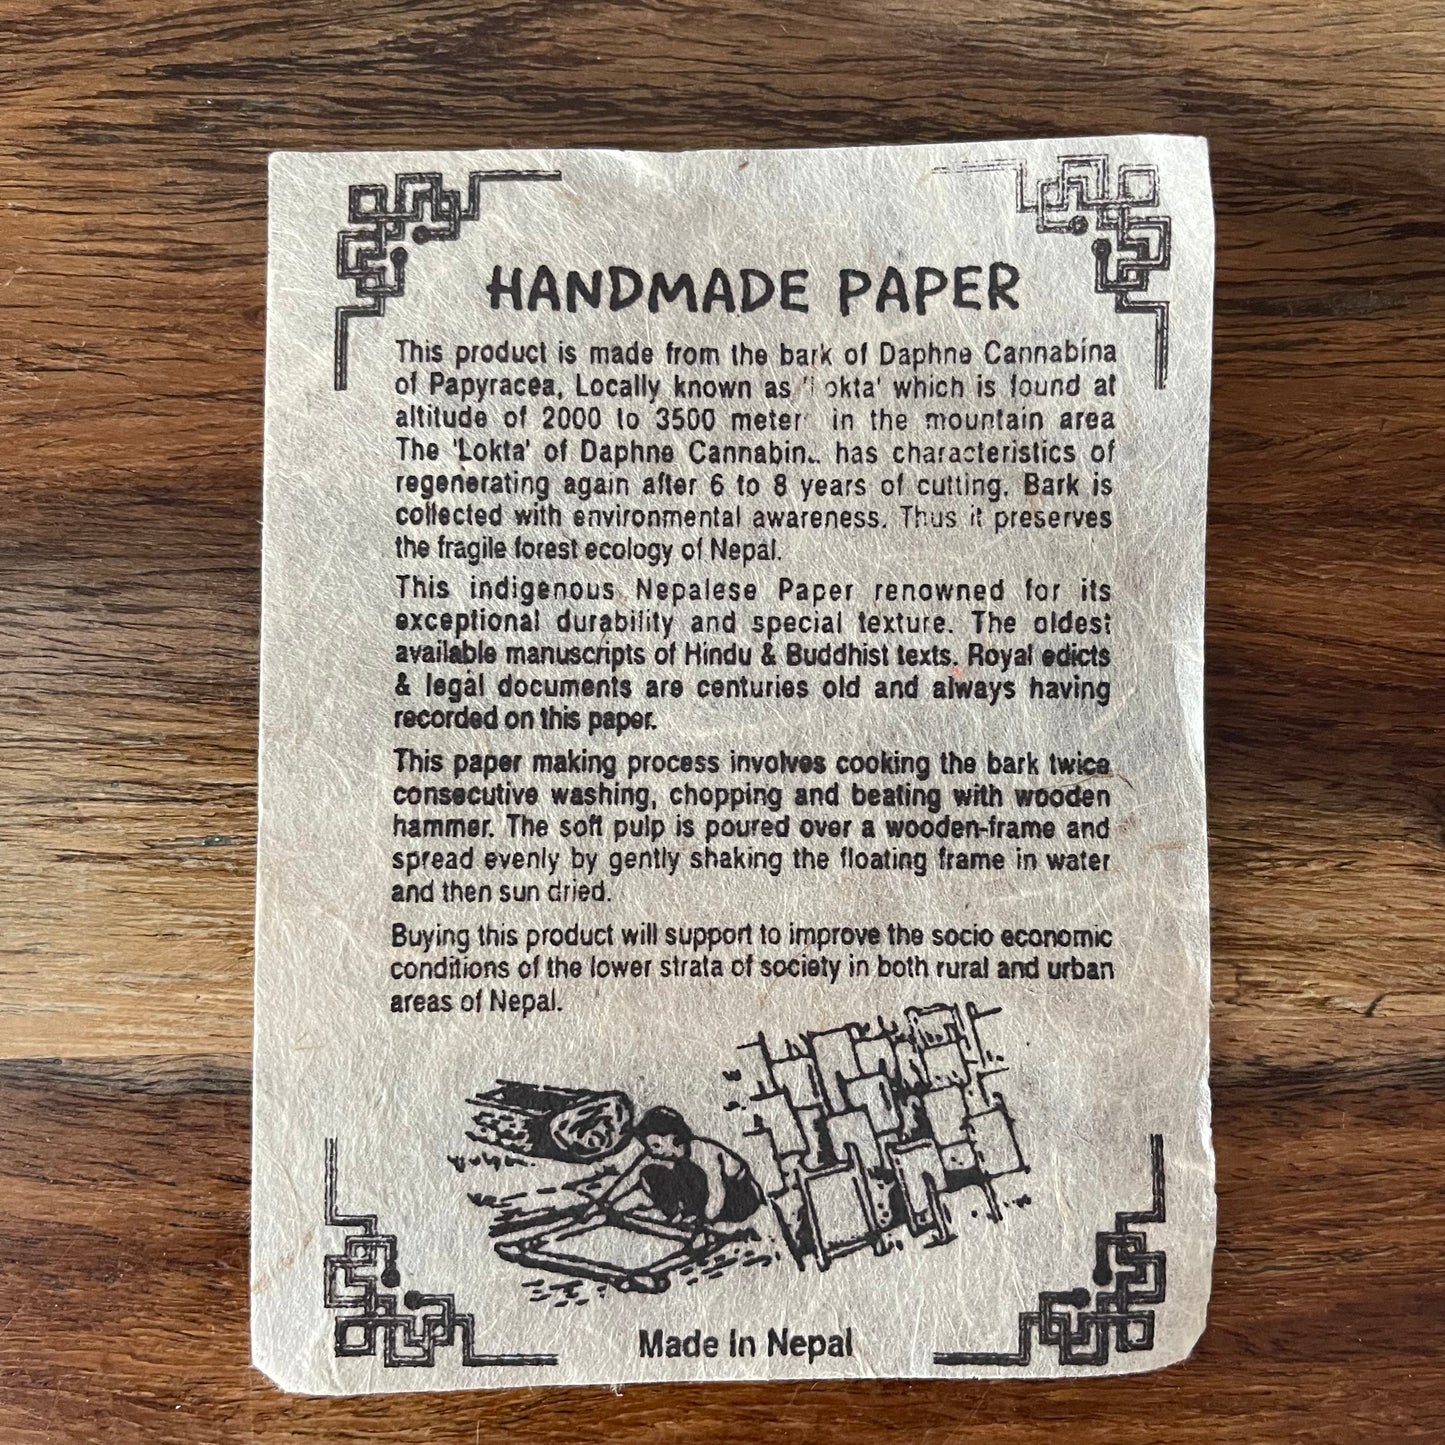 HANDMADE PAPER
This product is made from the bark of Daphne Cannabina
of Papyracea, Locally known as 'Lokta' which is found at
altitude of 2000 to 3500 meter in the mountain area
The 'Lokta' of Daphne Cannabin. has characteristics of
regenerating again after 6 to 8 years of cutting. Bark is
collected with environmental awareness. Thus it preserves
the fragile forest ecology of Nepal.
This indigenous Nepalese Paper renowned for its
exceptional durability and special texture. The oldest
available manuscripts of Hindu & Buddhist texts. Royal edicts
& legal documents are centuries old and always having
recorded on this paper.
This paper making process involves cooking the bark twice
consecutive washing, chopping and beating with wooden
hammer. The soft pulp is poured over a wooden-frame and
spread evenly by gently shaking the floating frame in water
and then sun dried.
Buying this product will support to improve the socio economic
conditions of the lower strata of society in both rural and urban
areas of Nepal.
Made In Nepal